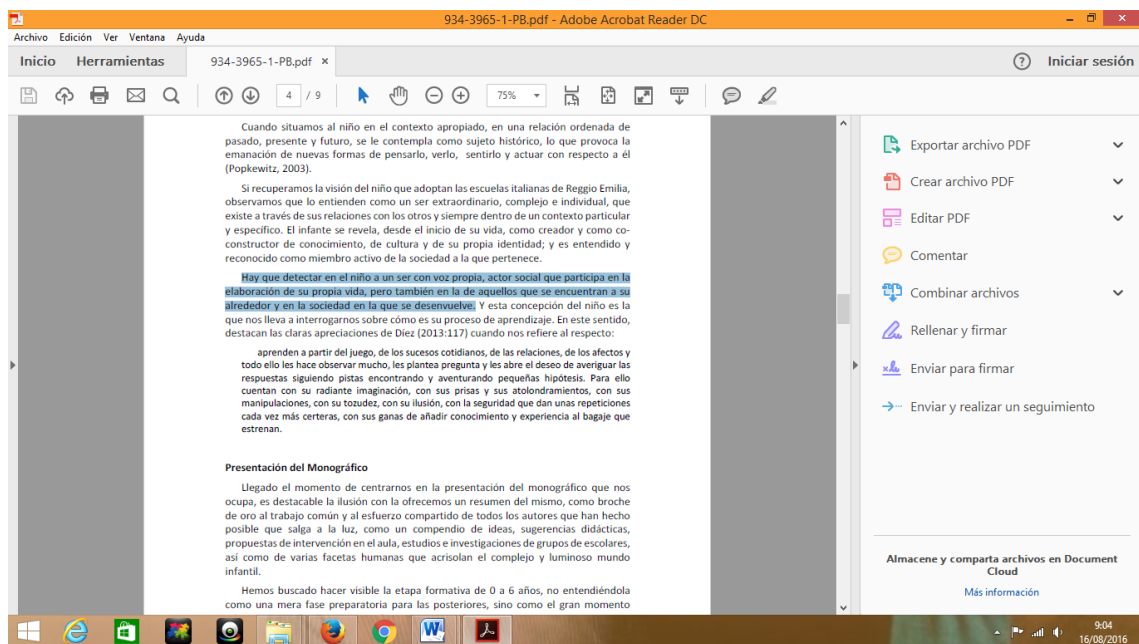 934-3965-1-PB.pdf - Adobe Acrobat Reader DC
Archivo Edición Ver Ventana Ayuda
Inicio Herramientas 934-3965-1-PB.pdf × ? Iniciar sesión
4 / 9 75%
Cuando situamos al niño en el contexto apropiado, en una relación ordenada de
pasado, presente y futuro, se le contempla como sujeto histórico, lo que provoca la
emanación de nuevas formas de pensarlo, verlo, sentirlo y actuar con respecto a él
(Popkewitz, 2003).
Si recuperamos la visión del niño que adoptan las escuelas italianas de Reggio Emilia,
observamos que lo entienden como un ser extraordinario, complejo e individual, que
existe a través de sus relaciones con los otros y siempre dentro de un contexto particular
y específico. El infante se revela, desde el inicio de su vida, como creador y como co-
constructor de conocimiento, de cultura y de su propia identidad; y es entendido y
reconocido como miembro activo de la sociedad a la que pertenece.
Hay que detectar en el niño a un ser con voz propia, actor social que participa en la
elaboración de su propia vida, pero también en la de aquellos que se encuentran a su
alrededor y en la sociedad en la que se desenvuelve. Y esta concepción del niño es la
que nos lleva a interrogarnos sobre cómo es su proceso de aprendizaje. En este sentido,
destacan las claras apreciaciones de Díez (2013:117) cuando nos refiere al respecto:
aprenden a partir del juego, de los sucesos cotidianos, de las relaciones, de los afectos y
todo ello les hace observar mucho, les plantea pregunta y les abre el deseo de averiguar las
respuestas siguiendo pistas encontrando y aventurando pequeñas hipótesis. Para ello
cuentan con su radiante imaginación, con sus prisas y sus atolondramientos, con sus
manipulaciones, con su tozudez, con su ilusión, con la seguridad que dan unas repeticiones
cada vez más certeras, con sus ganas de añadir conocimiento y experiencia al bagaje que
estrenan.
Presentación del Monográfico
Llegado el momento de centrarnos en la presentación del monográfico que nos
ocupa, es destacable la ilusión con la ofrecemos un resumen del mismo, como broche
de oro al trabajo común y al esfuerzo compartido de todos los autores que han hecho
posible que salga a la luz, como un compendio de ideas, sugerencias didácticas,
propuestas de intervención en el aula, estudios e investigaciones de grupos de escolares,
así como de varias facetas humanas que acrisolan el complejo y luminoso mundo
infantil.
Hemos buscado hacer visible la etapa formativa de 0 a 6 años, no entendiéndola
como una mera fase preparatoria para las posteriores, sino como el gran momento
Exportar archivo PDF
Crear archivo PDF
Editar PDF
Comentar
Combinar archivos
Rellenar y firmar
Enviar para firmar
Enviar y realizar un seguimiento
Almacene y comparta archivos en Document
Cloud
Más información
9:04
16/08/2016